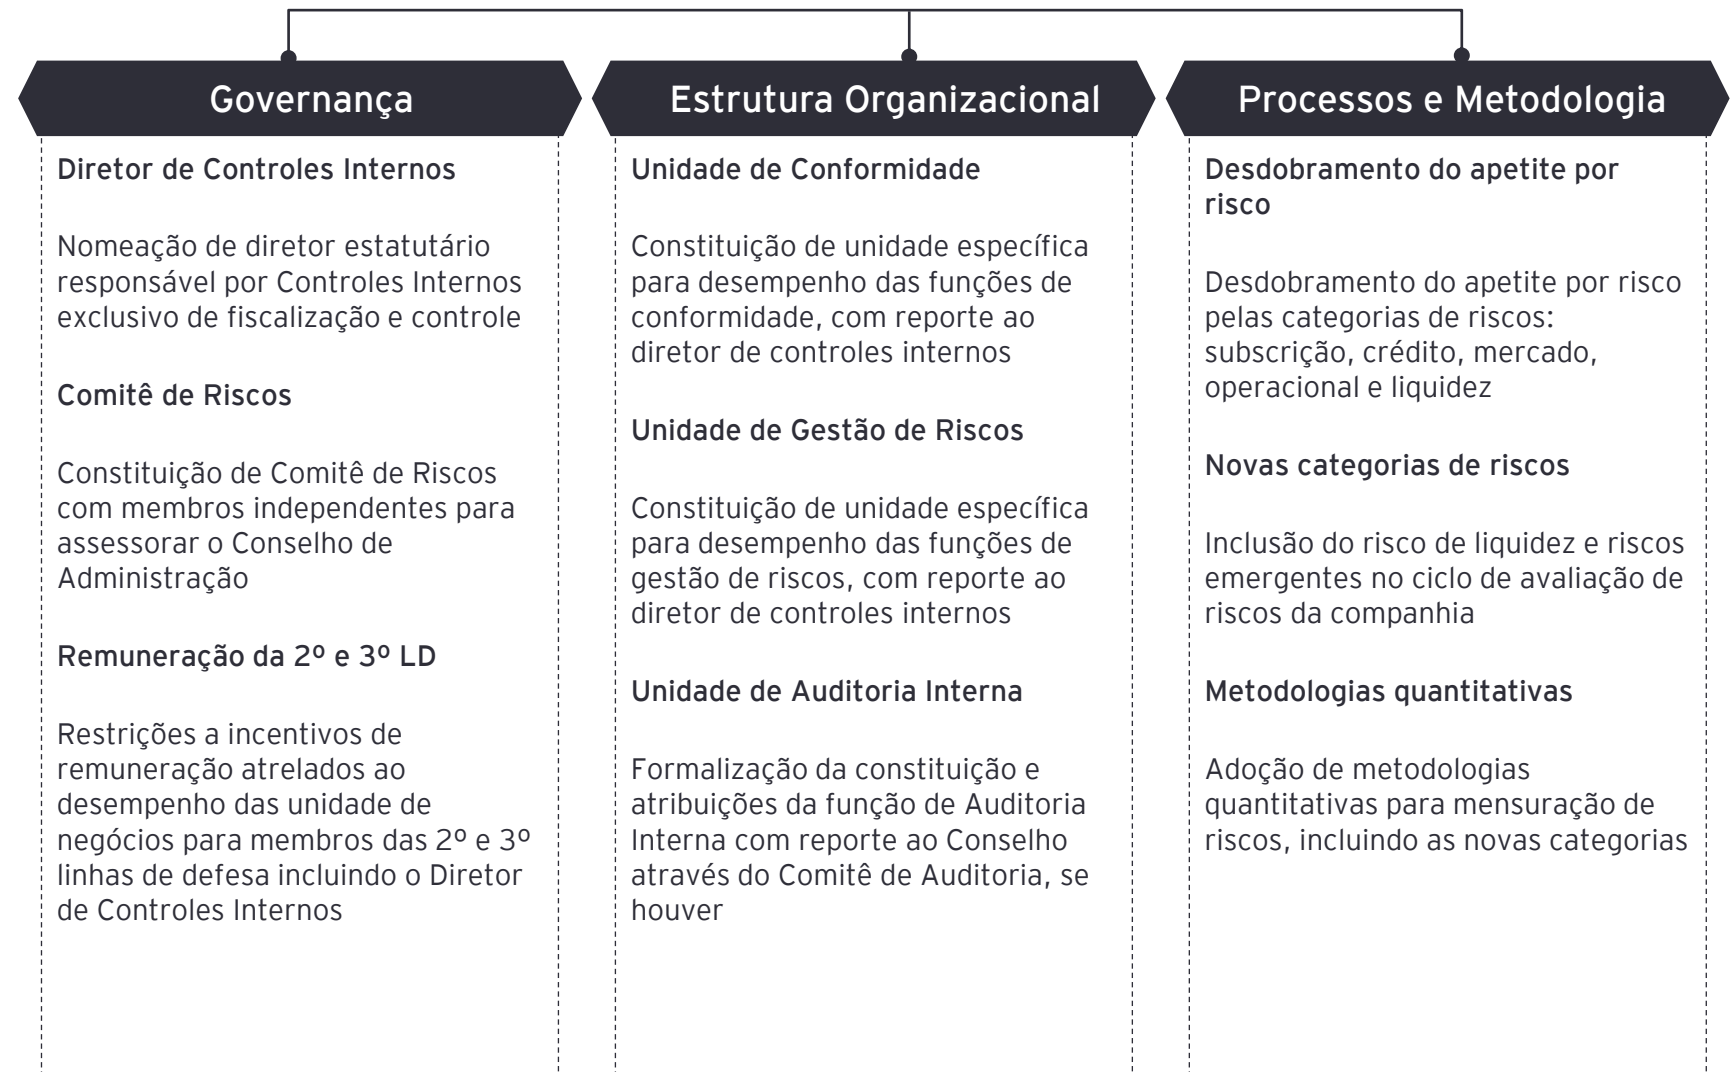 Governança
Diretor de Controles Internos
Nomeação de diretor estatutário
responsável por Controles Internos
exclusivo de fiscalização e controle
Comitê de Riscos
Constituição de Comitê de Riscos
com membros independentes para
assessorar o Conselho de
Administração
Remuneração da 2º e 3º LD
Restrições a incentivos de
remuneração atrelados ao
desempenho das unidade de
negócios para membros das 2º e 3º
linhas de defesa incluindo o Diretor
de Controles Internos
Estrutura Organizacional
Unidade de Conformidade
Constituição de unidade específica
para desempenho das funções de
conformidade, com reporte ao
diretor de controles internos
Unidade de Gestão de Riscos
Constituição de unidade específica
para desempenho das funções de
gestão de riscos, com reporte ao
diretor de controles internos
Unidade de Auditoria Interna
Formalização da constituição e
atribuições da função de Auditoria
Interna com reporte ao Conselho
através do Comitê de Auditoria, se
houver
Processos e Metodologia
Desdobramento do apetite por
risco
Desdobramento do apetite por risco
pelas categorias de riscos:
subscrição, crédito, mercado,
operacional e liquidez
Novas categorias de riscos
Inclusão do risco de liquidez e riscos
emergentes no ciclo de avaliação de
riscos da companhia
Metodologias quantitativas
Adoção de metodologias
quantitativas para mensuração de
riscos, incluindo as novas categorias